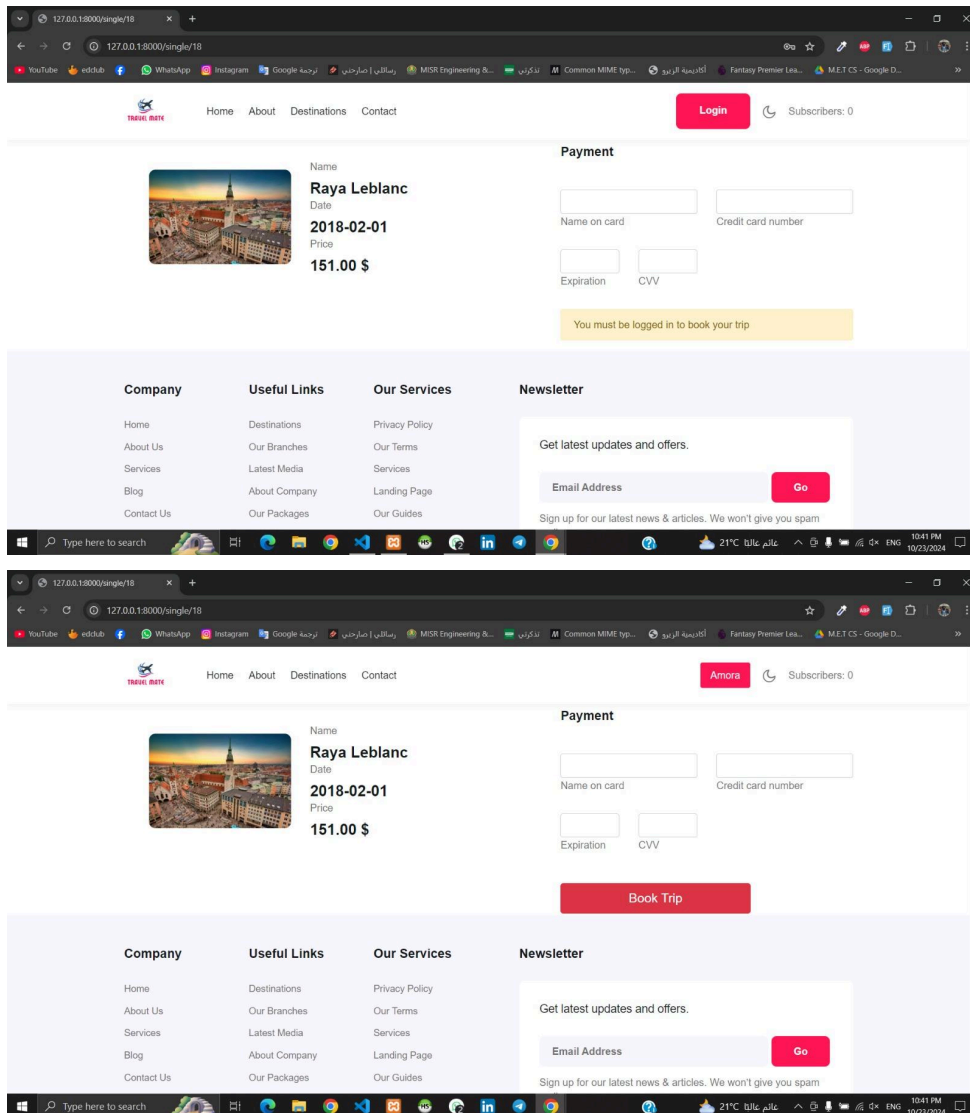 127.0.0.1:8000/single/18
127.0.0.1:8000/single/18
YouTube edclub WhatsApp Instagram Google ترجمة رسائلي | صارحني MISR Engineering &... تذكرتي Common MIME typ... أكاديمية الزيرو Fantasy Premier Lea... M.E.T CS - Google D... »
TRAVEL MATE Home About Destinations Contact Login Subscribers: 0
Payment
Name
Raya Leblanc
Date
2018-02-01
Price
151.00 $
Name on card Credit card number
Expiration CVV
You must be logged in to book your trip
Company Useful Links Our Services Newsletter
Home Destinations Privacy Policy
About Us Our Branches Our Terms Get latest updates and offers.
Services Latest Media Services
Blog About Company Landing Page Email Address Go
Contact Us Our Packages Our Guides Sign up for our latest news & articles. We won't give you spam
Type here to search 21°C غائم غالبًا ENG 10:41 PM
10/23/2024
127.0.0.1:8000/single/18
127.0.0.1:8000/single/18
YouTube edclub WhatsApp Instagram Google ترجمة رسائلي | صارحني MISR Engineering &... تذكرتي Common MIME typ... أكاديمية الزيرو Fantasy Premier Lea... M.E.T CS - Google D... »
TRAVEL MATE Home About Destinations Contact Amora Subscribers: 0
Payment
Name
Raya Leblanc
Date
2018-02-01
Price
151.00 $
Name on card Credit card number
Expiration CVV
Book Trip
Company Useful Links Our Services Newsletter
Home Destinations Privacy Policy
About Us Our Branches Our Terms Get latest updates and offers.
Services Latest Media Services
Blog About Company Landing Page Email Address Go
Contact Us Our Packages Our Guides Sign up for our latest news & articles. We won't give you spam
Type here to search 21°C غائم غالبًا ENG 10:41 PM
10/23/2024